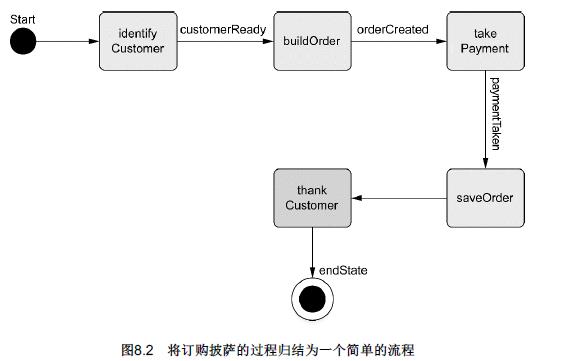 Start
identify
Customer
customerReady
buildOrder
orderCreated
take
Payment
paymentTaken
saveOrder
thank
Customer
endState
图8.2 将订购披萨的过程归结为一个简单的流程